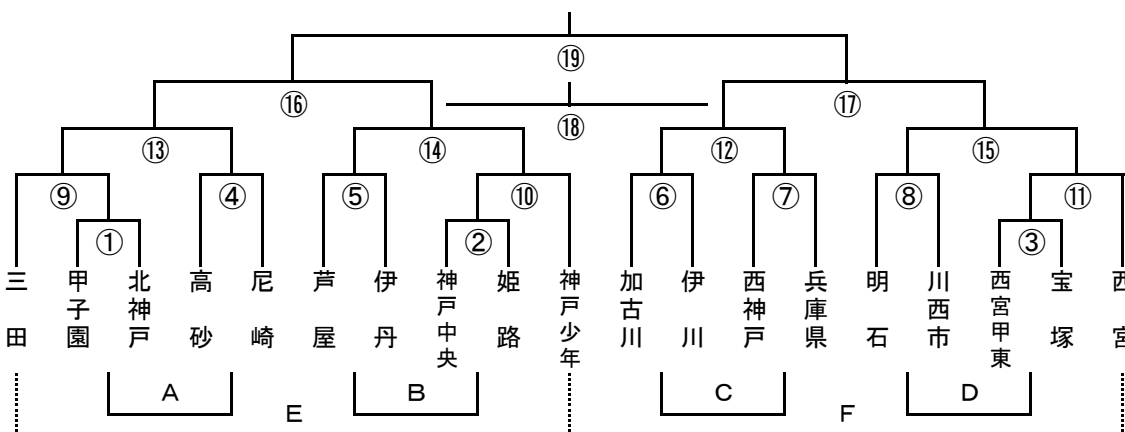 ⑲
⑯ ⑱ ⑰
⑬ ⑭ ⑫ ⑮
⑨ ④ ⑤ ⑩ ⑥ ⑦ ⑧ ⑪
① ② ③
三田 甲子園 北神戸 高砂 尼崎 芦屋 伊丹 神戸中央 姫路 神戸少年 加古川 伊川 西神戸 兵庫県 明石 川西市 西宮甲東 宝塚 西宮
A B C D
E F